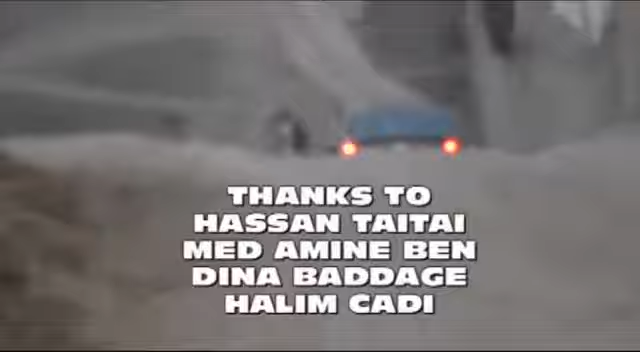 THANKS TO
HASSAN TAITAI
MED AMINE BEN
DINA BADDAGE
HALIM CADI